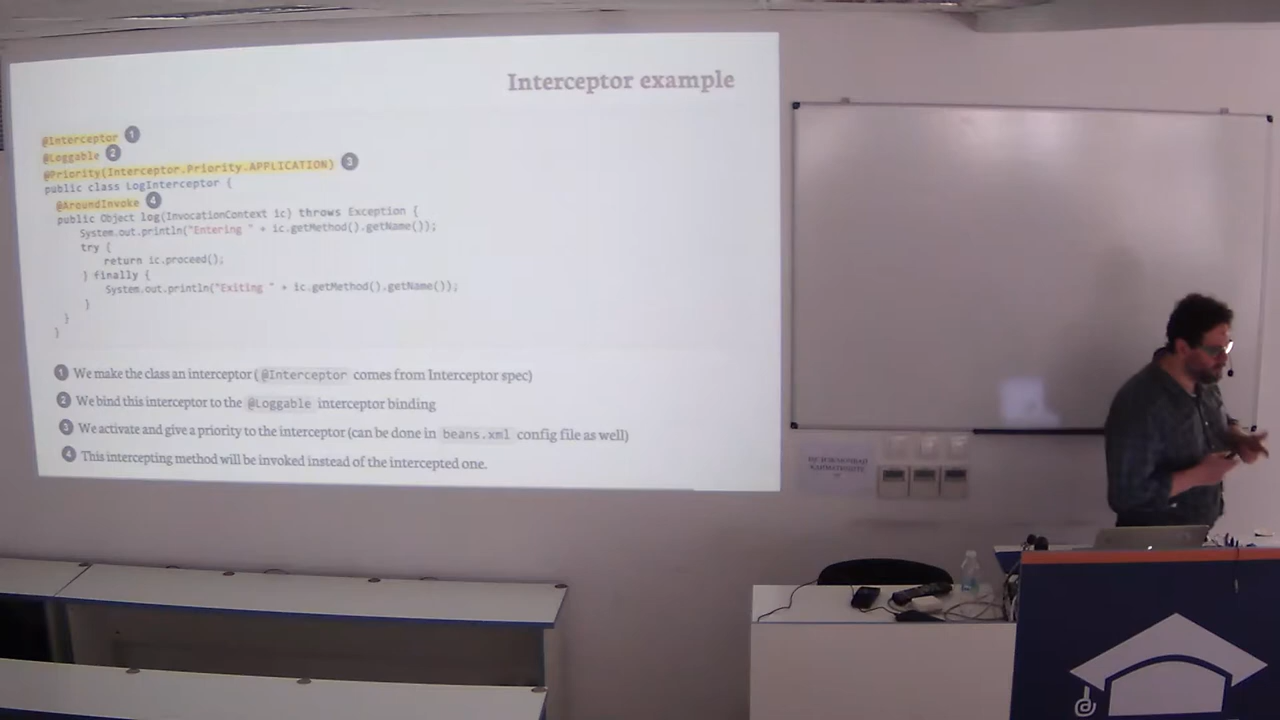 Interceptor example
@Interceptor 1
@Loggable 2
@Priority(Interceptor.Priority.APPLICATION) 3
public class LogInterceptor {
@AroundInvoke 4
public Object log(InvocationContext ic) throws Exception {
System.out.println("Entering " + ic.getMethod().getName());
try {
return ic.proceed();
} finally {
System.out.println("Exiting " + ic.getMethod().getName());
}
}
}
1 We make the class an interceptor (@Interceptor comes from Interceptor spec)
2 We bind this interceptor to the @Loggable interceptor binding
3 We activate and give a priority to the interceptor (can be done in beans.xml config file as well)
4 This intercepting method will be invoked instead of the intercepted one.
НЕ ИЗКЛЮЧВАЙ
КЛИМАТИЦИТЕ